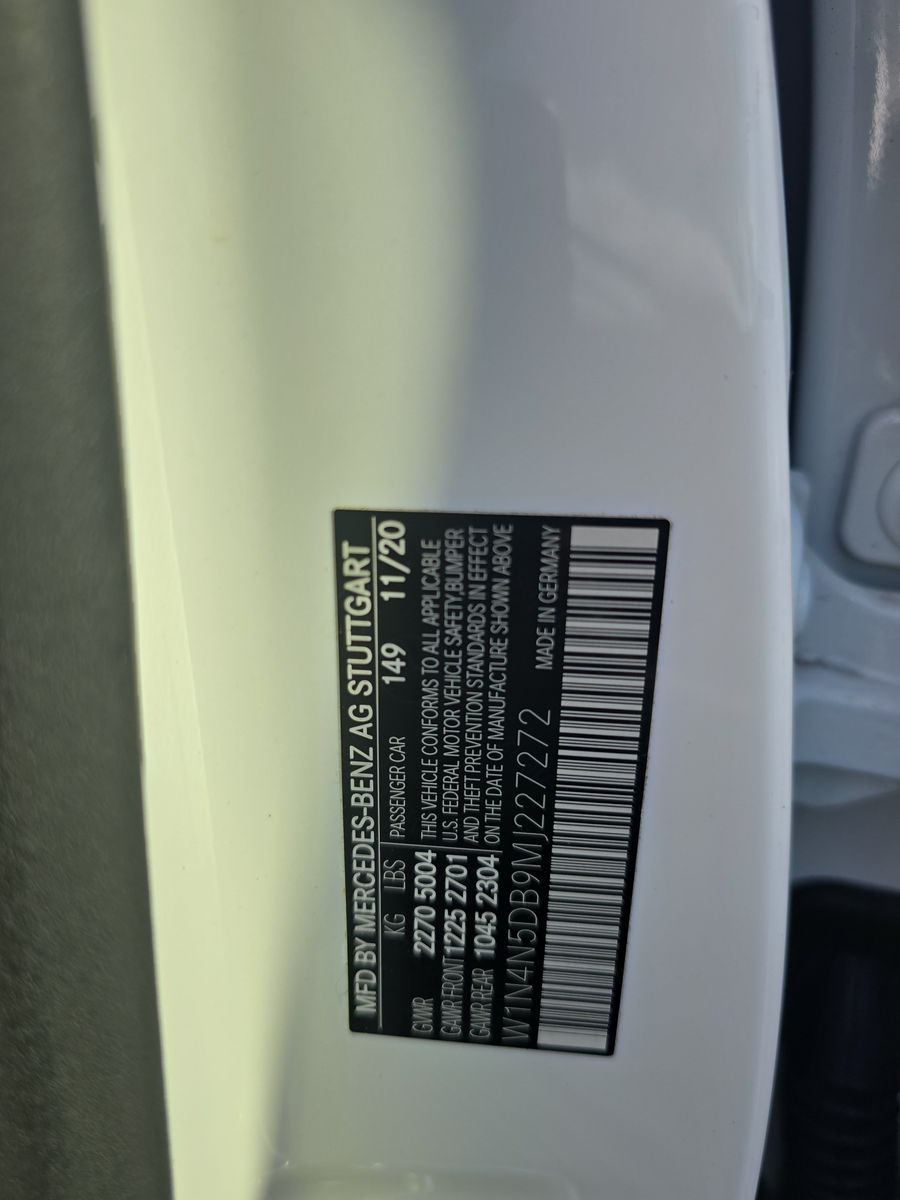 MFD BY MERCEDES-BENZ AG STUTTGART
KG LBS PASSENGER CAR 149 11/20
GVWR 2270 5004 THIS VEHICLE CONFORMS TO ALL APPLICABLE
GAWR FRONT 1225 2701 U.S. FEDERAL MOTOR VEHICLE SAFETY,BUMPER
GAWR REAR 1045 2304 AND THEFT PREVENTION STANDARDS IN EFFECT
ON THE DATE OF MANUFACTURE SHOWN ABOVE
W1N4N5DB9MJ227272 MADE IN GERMANY